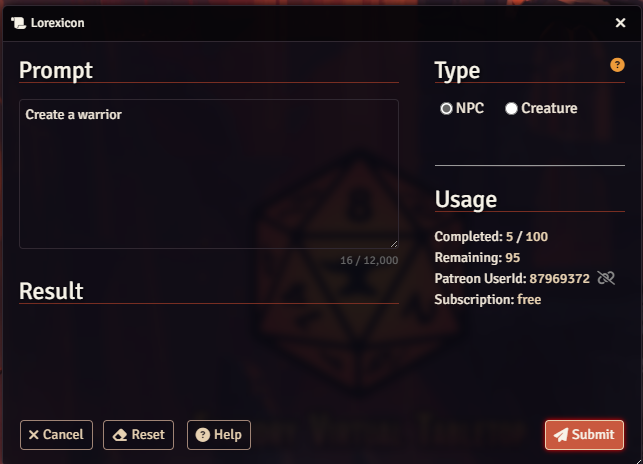 Lorexicon
Prompt
Create a warrior
16 / 12,000
Result
Type
NPC Creature
Usage
Completed: 5 / 100
Remaining: 95
Patreon UserId: 87969372
Subscription: free
Cancel Reset Help Submit